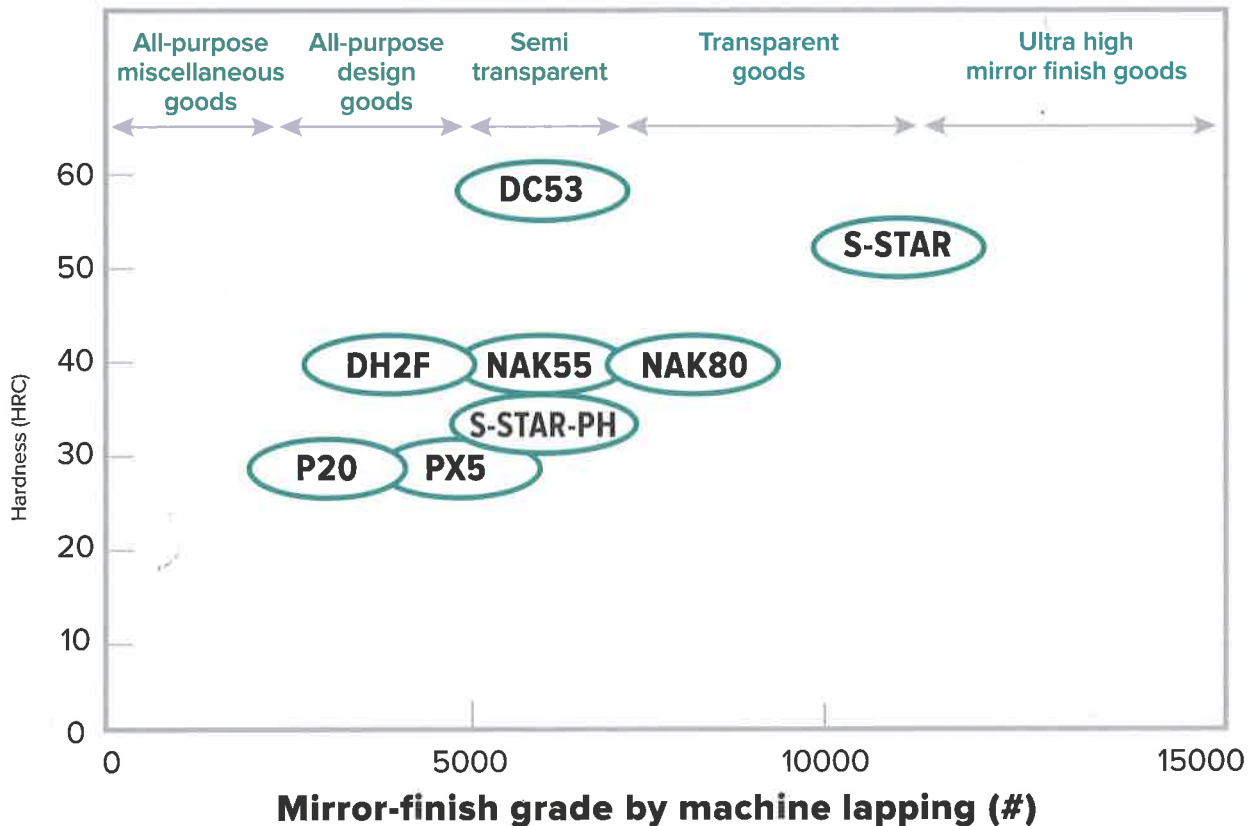 All-purpose
miscellaneous
goods
All-purpose
design
goods
Semi
transparent
Transparent
goods
Ultra high
mirror finish goods
Hardness (HRC)
60
50
40
30
20
10
0
DC53
S-STAR
DH2F
NAK55
NAK80
S-STAR-PH
P20
PX5
0
5000
10000
15000
Mirror-finish grade by machine lapping (#)